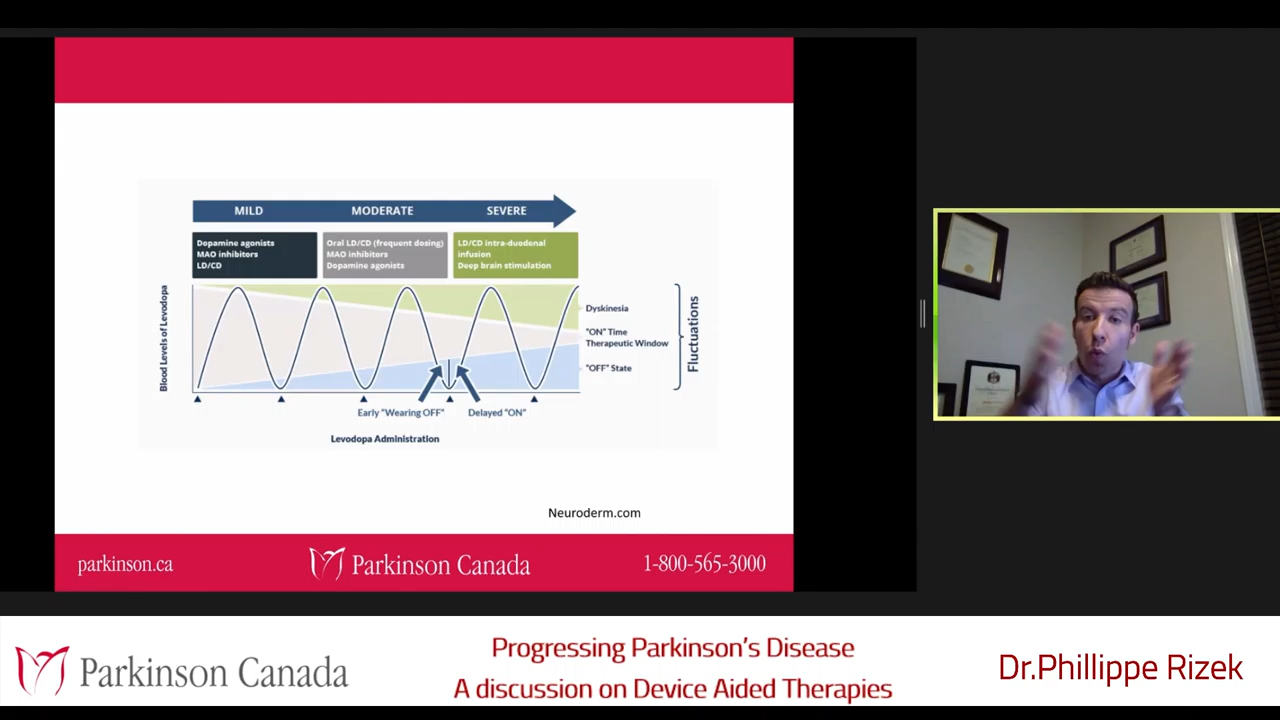 MILD
MODERATE
SEVERE
Dopamine agonists
MAO inhibitors
LD/CD
Oral LD/CD (frequent dosing)
MAO inhibitors
Dopamine agonists
LD/CD intra-duodenal
infusion
Deep brain stimulation
Blood Levels of Levodopa
Dyskinesia
"ON" Time
Therapeutic Window
"OFF" State
Fluctuations
Early "Wearing OFF"
Delayed "ON"
Levodopa Administration
Neuroderm.com
parkinson.ca
Parkinson Canada
1-800-565-3000
Parkinson Canada
Progressing Parkinson's Disease
A discussion on Device Aided Therapies
Dr.Phillippe Rizek